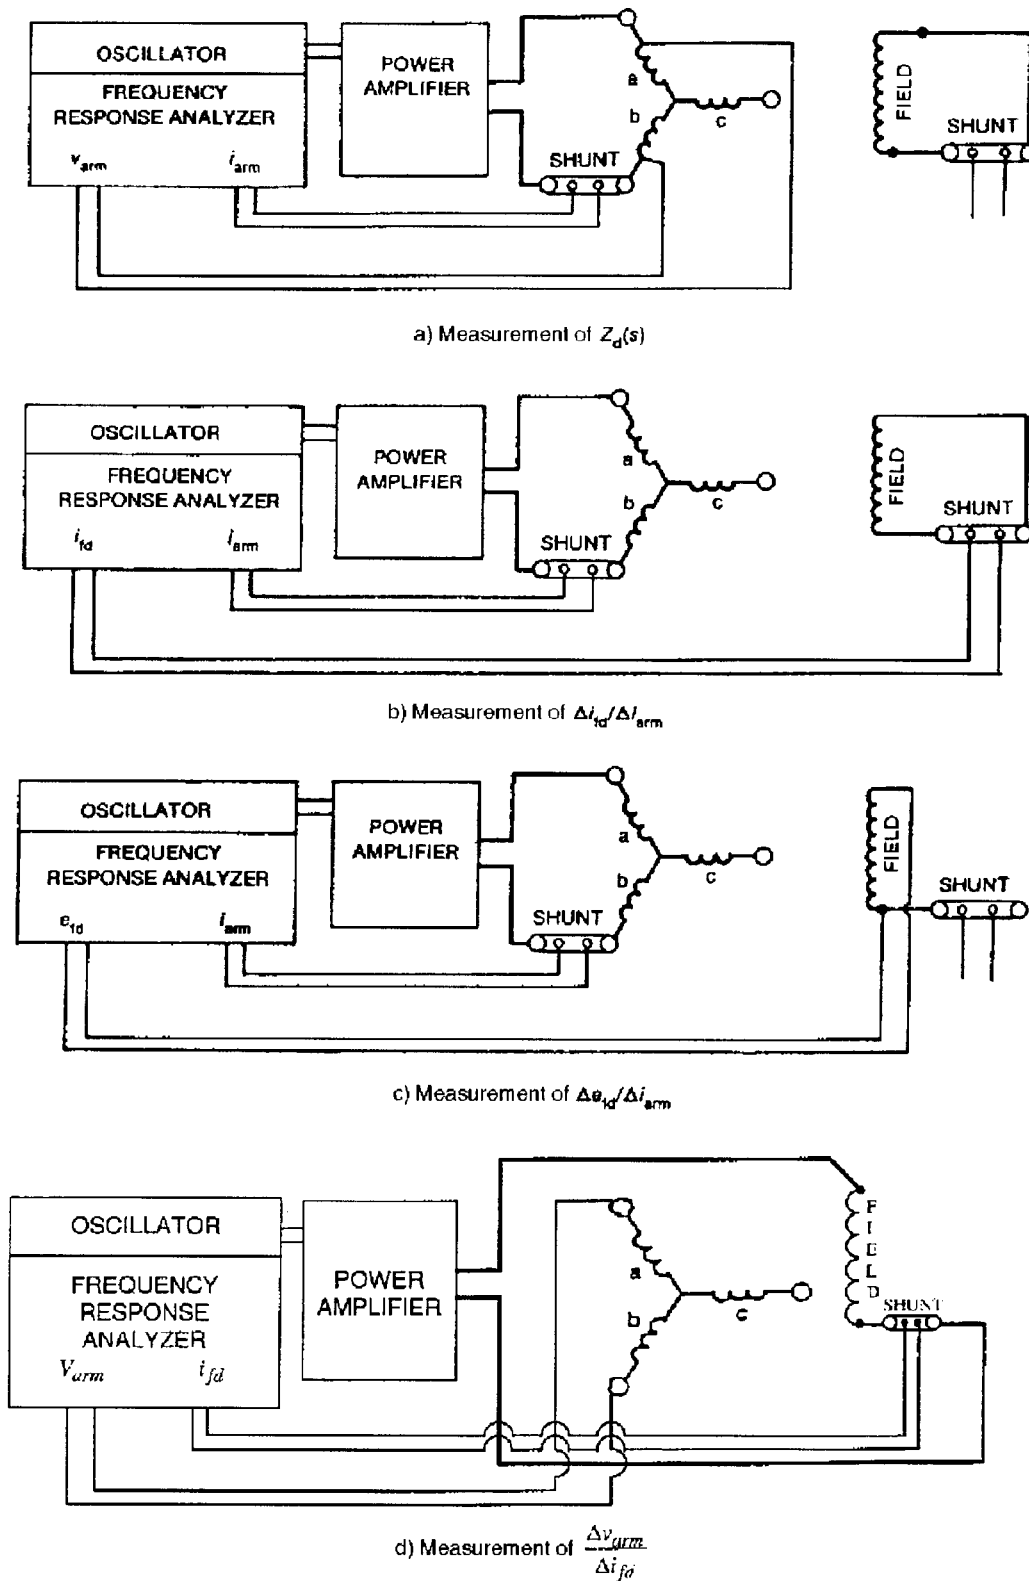 OSCILLATOR
FREQUENCY
RESPONSE ANALYZER
v_arm i_arm
POWER
AMPLIFIER
a
b
c
SHUNT
FIELD
SHUNT
a) Measurement of Z_d(s)
OSCILLATOR
FREQUENCY
RESPONSE ANALYZER
i_fd i_arm
POWER
AMPLIFIER
a
b
c
SHUNT
FIELD
SHUNT
b) Measurement of Δi_fd/Δi_arm
OSCILLATOR
FREQUENCY
RESPONSE ANALYZER
e_fd i_arm
POWER
AMPLIFIER
a
b
c
SHUNT
FIELD
SHUNT
c) Measurement of Δe_fd/Δi_arm
OSCILLATOR
FREQUENCY
RESPONSE
ANALYZER
V_arm i_fd
POWER
AMPLIFIER
a
b
c
FIELD
SHUNT
d) Measurement of Δv_arm/Δi_fd